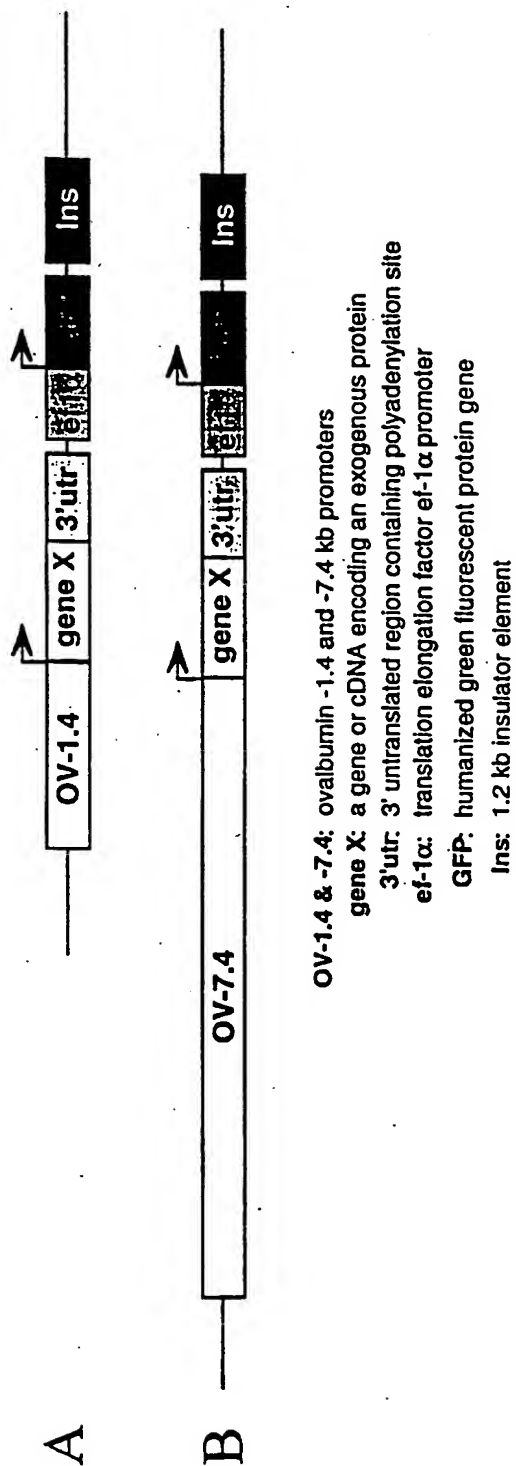 A
OV-1.4 gene X 3'utr Ins
B
OV-7.4 gene X 3'utr Ins
OV-1.4 & -7.4: ovalbumin -1.4 and -7.4 kb promoters
gene X: a gene or cDNA encoding an exogenous protein
3'utr: 3' untranslated region containing polyadenylation site
ef-1α: translation elongation factor ef-1α promoter
GFP: humanized green fluorescent protein gene
Ins: 1.2 kb insulator element